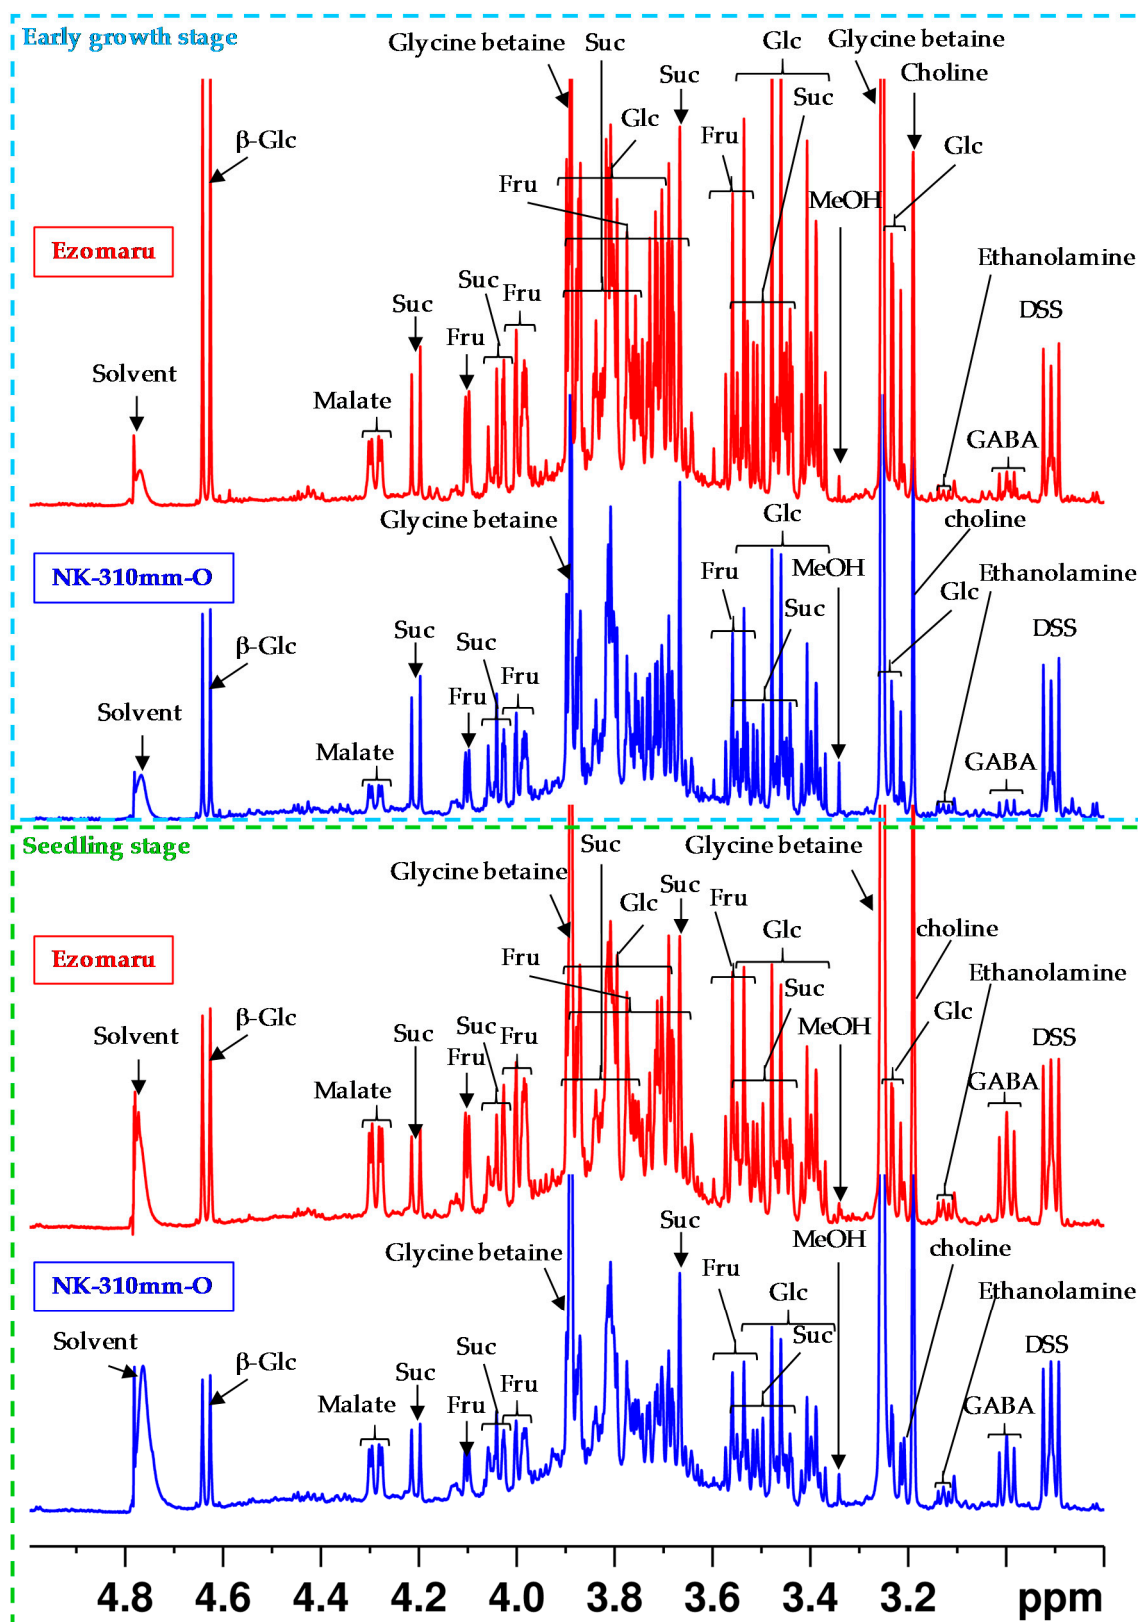 Early growth stage
Glycine betaine
Suc
Glc
Glycine betaine
Suc
Choline
Suc
β-Glc
Glc
Fru
Glc
Fru
MeOH
Ezomaru
Ethanolamine
Suc
Fru
Suc
DSS
Fru
Solvent
Malate
GABA
Glycine betaine
Glc
choline
NK-310mm-O
Fru
MeOH
Ethanolamine
Glc
Suc
β-Glc
Suc
Suc
DSS
Fru
Fru
Solvent
Malate
GABA
Seedling stage
Suc
Glycine betaine
Glycine betaine
Suc
Fru
Glc
Glc
choline
Ezomaru
Fru
Ethanolamine
Suc
β-Glc
MeOH
Glc
Solvent
Suc
Suc
Fru
DSS
Fru
Malate
GABA
Suc
MeOH
Glycine betaine
choline
NK-310mm-O
Fru
Glc
Ethanolamine
Solvent
Suc
Suc
DSS
β-Glc
Suc
Fru
Malate
Fru
GABA
4.8 4.6 4.4 4.2 4.0 3.8 3.6 3.4 3.2 ppm